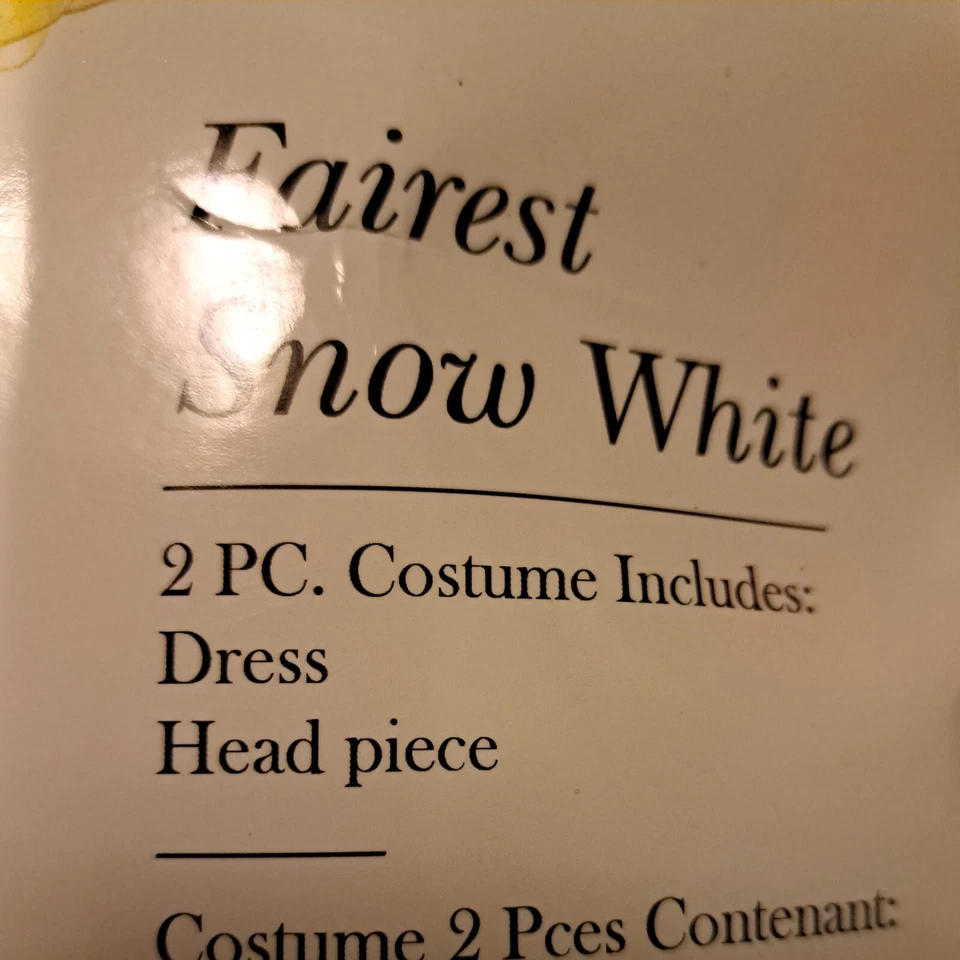 Fairest
Snow White
2 PC. Costume Includes:
Dress
Head piece
Costume 2 Pces Contenant: